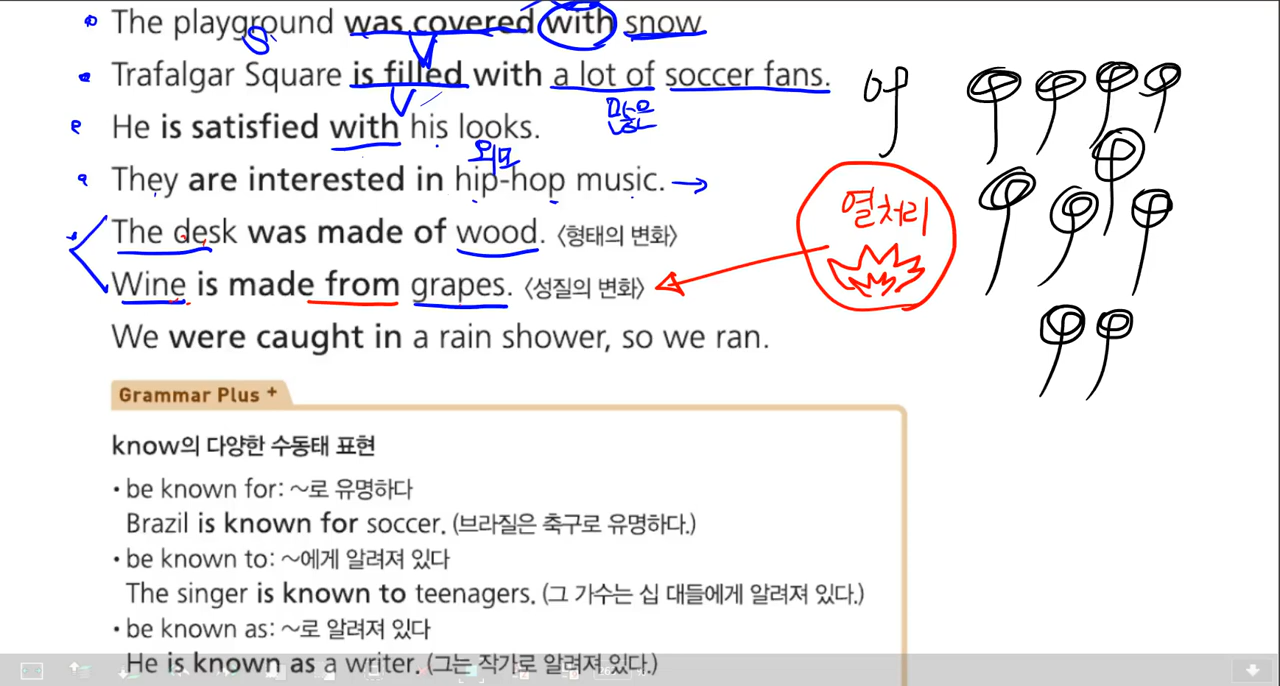 The playground was covered with snow
Trafalgar Square is filled with a lot of soccer fans.
많은
He is satisfied with his looks.
외모
They are interested in hip-hop music.
The desk was made of wood. <형태의 변화>
Wine is made from grapes. <성질의 변화>
열처리
We were caught in a rain shower, so we ran.
Grammar Plus +
know의 다양한 수동태 표현
• be known for: ~로 유명하다
Brazil is known for soccer. (브라질은 축구로 유명하다.)
• be known to: ~에게 알려져 있다
The singer is known to teenagers. (그 가수는 십 대들에게 알려져 있다.)
• be known as: ~로 알려져 있다
He is known as a writer. (그는 작가로 알려져 있다.)